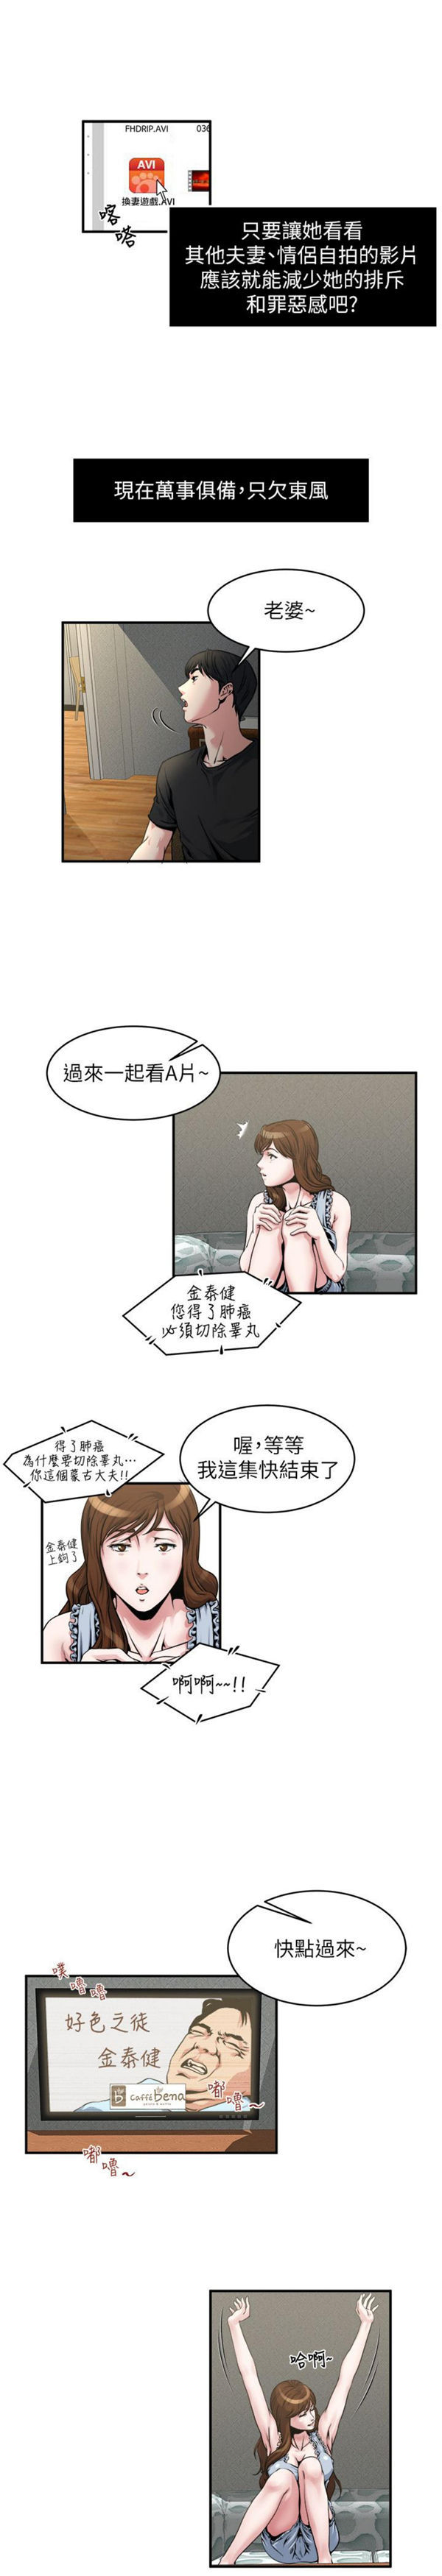 FHDRIP.AVI
036
AVI
換妻遊戲.AVI
喀
嗒
只要讓她看看
其他夫妻、情侶自拍的影片
應該就能減少她的排斥
和罪惡感吧?
現在萬事俱備,只欠東風
老婆~
過來一起看A片~
金泰健
您得了肺癌
必須切除睪丸
得了肺癌
為什麼要切除睪丸…
你這個蒙古大夫!!
喔,等等
我這集快結束了
金泰健
上鉤了
啊啊~~!!
快點過來~
噗
嚕嚕
好色之徒
金泰健
caffébena
嘟
嚕~
嘟
嚕~
哈啊~